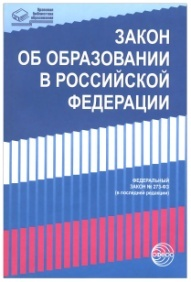 ЗАКОН
ОБ ОБРАЗОВАНИИ
В РОССИЙСКОЙ
ФЕДЕРАЦИИ
ФЕДЕРАЛЬНЫЙ
ЗАКОН № 273-ФЗ
(в последней редакции)